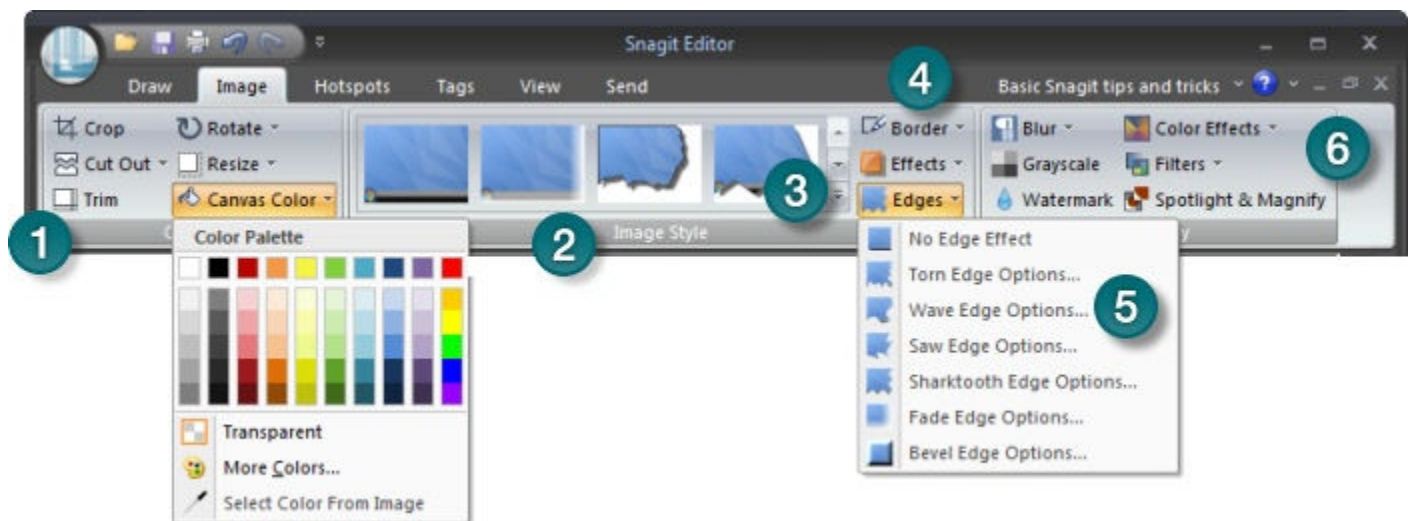 Snagit Editor
Draw Image Hotspots Tags View Send
4
Basic Snagit tips and tricks
Crop Rotate
Cut Out Resize
Trim Canvas Color
Border
Effects
Edges
Blur Color Effects
Grayscale Filters
Watermark Spotlight & Magnify
6
3
1
2
Image Style
Color Palette
Transparent
More Colors...
Select Color From Image
No Edge Effect
Torn Edge Options...
Wave Edge Options...
5
Saw Edge Options...
Sharktooth Edge Options...
Fade Edge Options...
Bevel Edge Options...